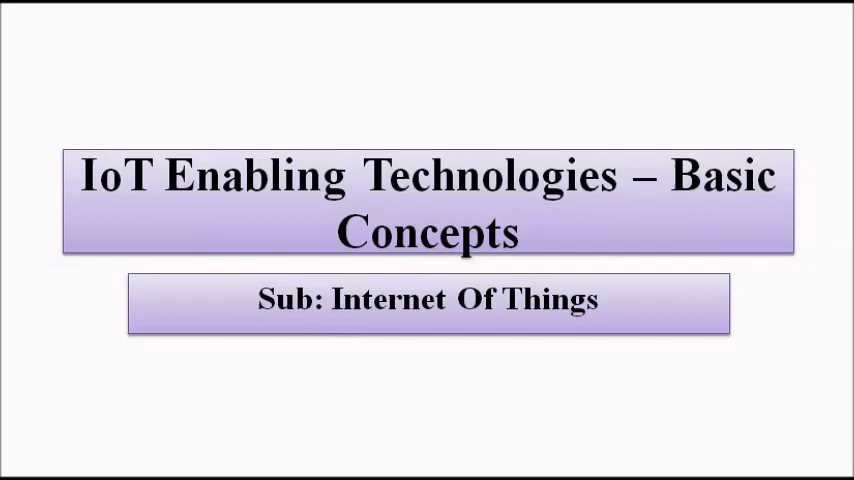 IoT Enabling Technologies – Basic
Concepts
Sub: Internet Of Things